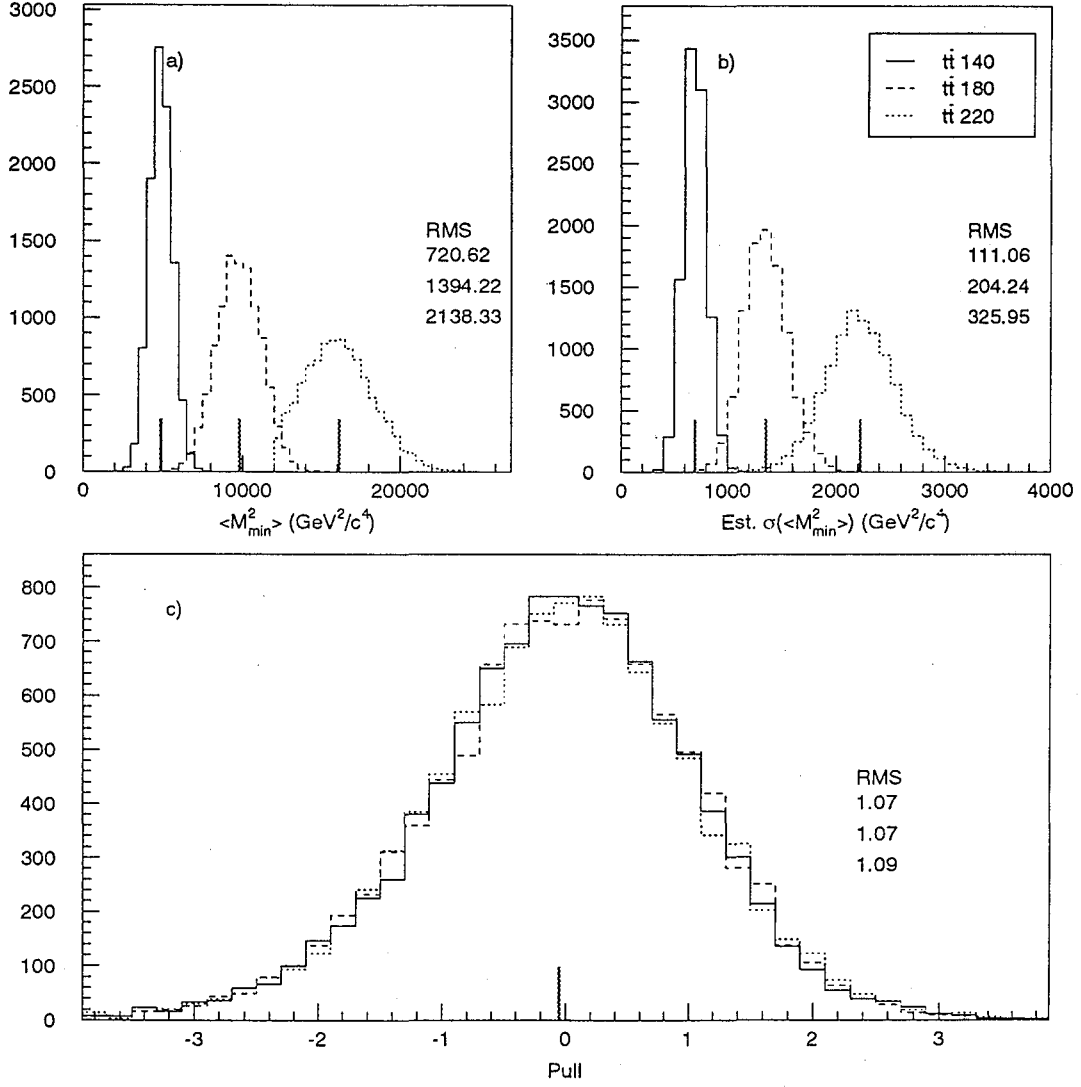 3000
2500
2000
1500
1000
500
0
a)
RMS
720.62
1394.22
2138.33
0 10000 20000
<M²min> (GeV²/c⁴)
3500
3000
2500
2000
1500
1000
500
0
b)
tt̄ 140
tt̄ 180
tt̄ 220
RMS
111.06
204.24
325.95
0 1000 2000 3000 4000
Est. σ(<M²min>) (GeV²/c⁴)
800
700
600
500
400
300
200
100
0
c)
RMS
1.07
1.07
1.09
-3 -2 -1 0 1 2 3
Pull